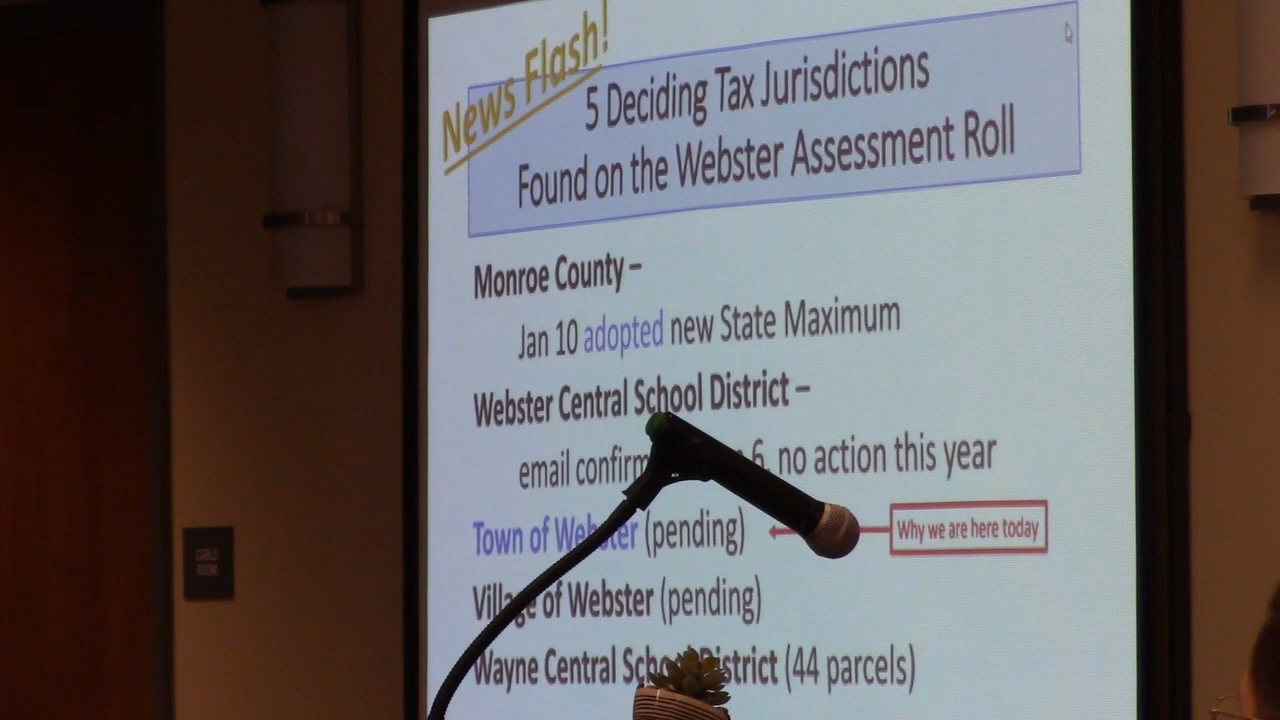 News Flash!
5 Deciding Tax Jurisdictions
Found on the Webster Assessment Roll
Monroe County –
Jan 10 adopted new State Maximum
Webster Central School District –
email 6, no action this year
Town of Webster (pending)
Why we are here today
Village of Webster (pending)
Wayne Central School District (44 parcels)
CABLE
ROOM